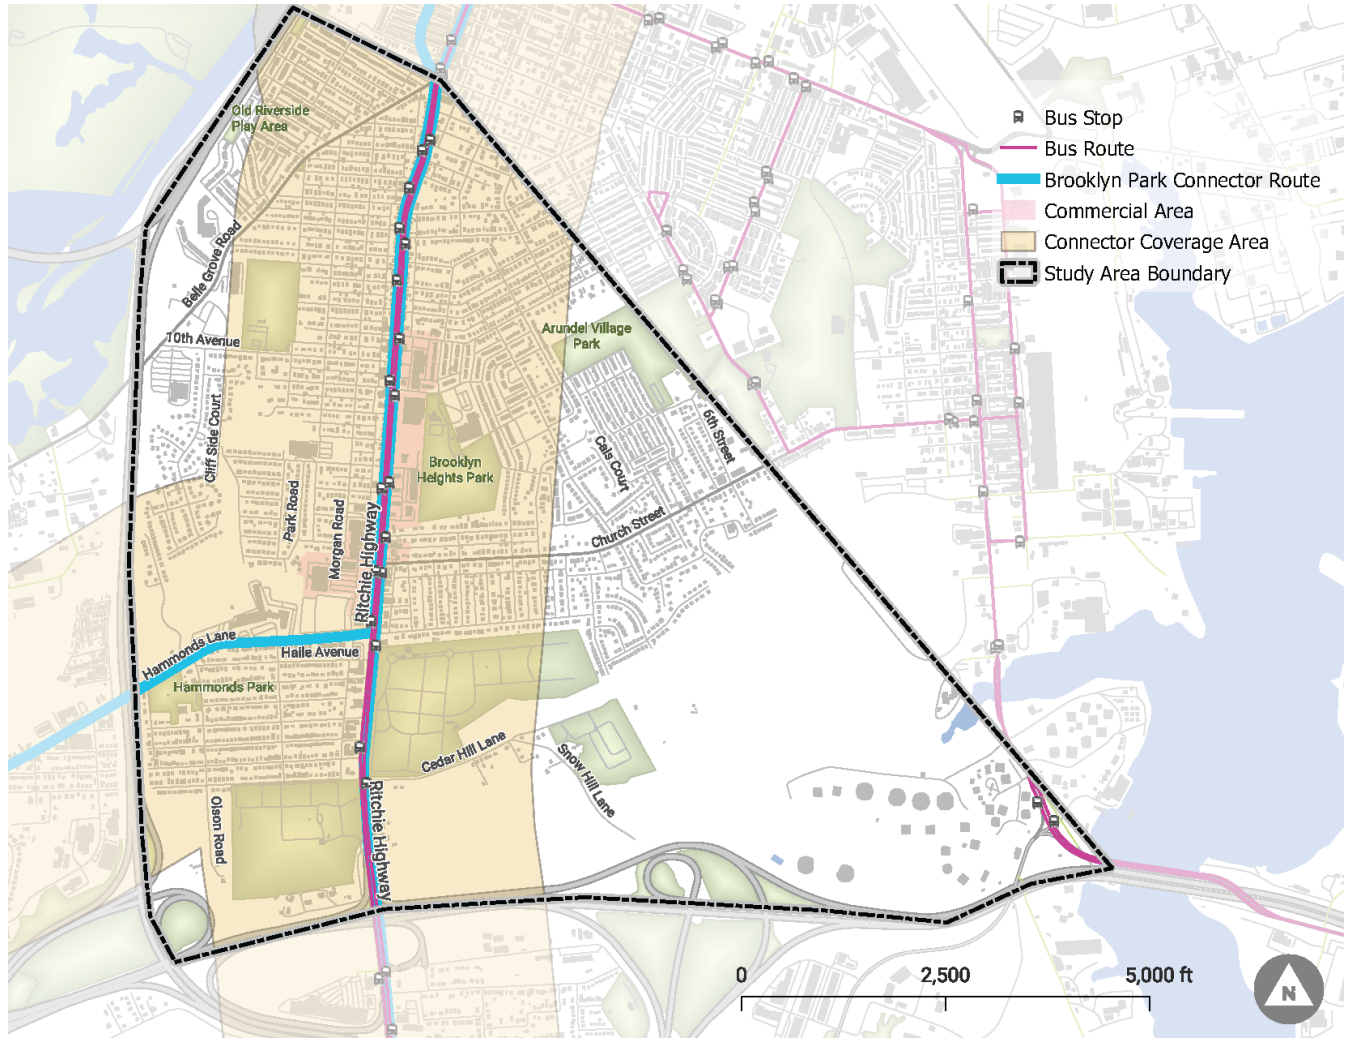 Old Riverside
Play Area
Bus Stop
Bus Route
Brooklyn Park Connector Route
Commercial Area
Connector Coverage Area
Study Area Boundary
Belle Grove Road
10th Avenue
Arundel Village
Park
Cliff Side Court
6th Street
Cals Court
Brooklyn
Heights Park
Park Road
Morgan Road
Ritchie Highway
Church Street
Hammonds Lane
Haile Avenue
Hammonds Park
Cedar Hill Lane
Snow Hill Lane
Olson Road
Ritchie Highway
0 2,500 5,000 ft
N